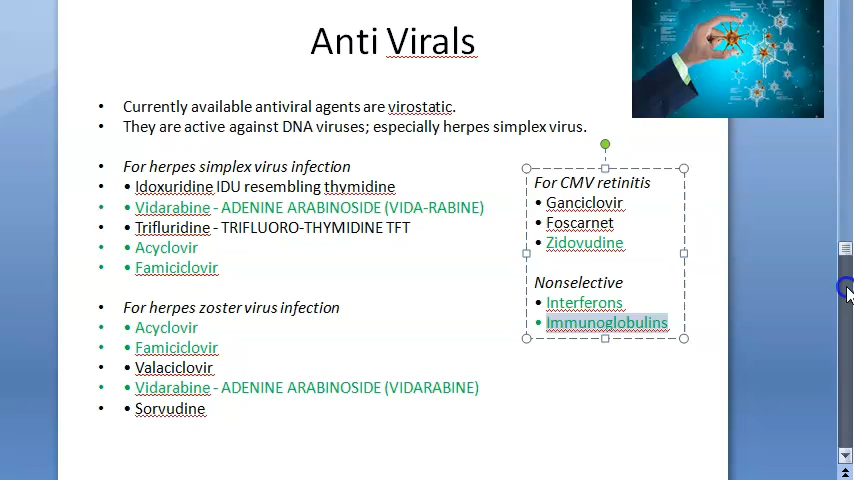 Anti Virals
• Currently available antiviral agents are virostatic.
• They are active against DNA viruses; especially herpes simplex virus.
• For herpes simplex virus infection
• • Idoxuridine IDU resembling thymidine
• • Vidarabine - ADENINE ARABINOSIDE (VIDA-RABINE)
• • Trifluridine - TRIFLUORO-THYMIDINE TFT
• • Acyclovir
• • Famiciclovir
• For herpes zoster virus infection
• • Acyclovir
• • Famiciclovir
• • Valaciclovir
• • Vidarabine - ADENINE ARABINOSIDE (VIDARABINE)
• • Sorvudine
For CMV retinitis
• Ganciclovir
• Foscarnet
• Zidovudine
Nonselective
• Interferons
• Immunoglobulins